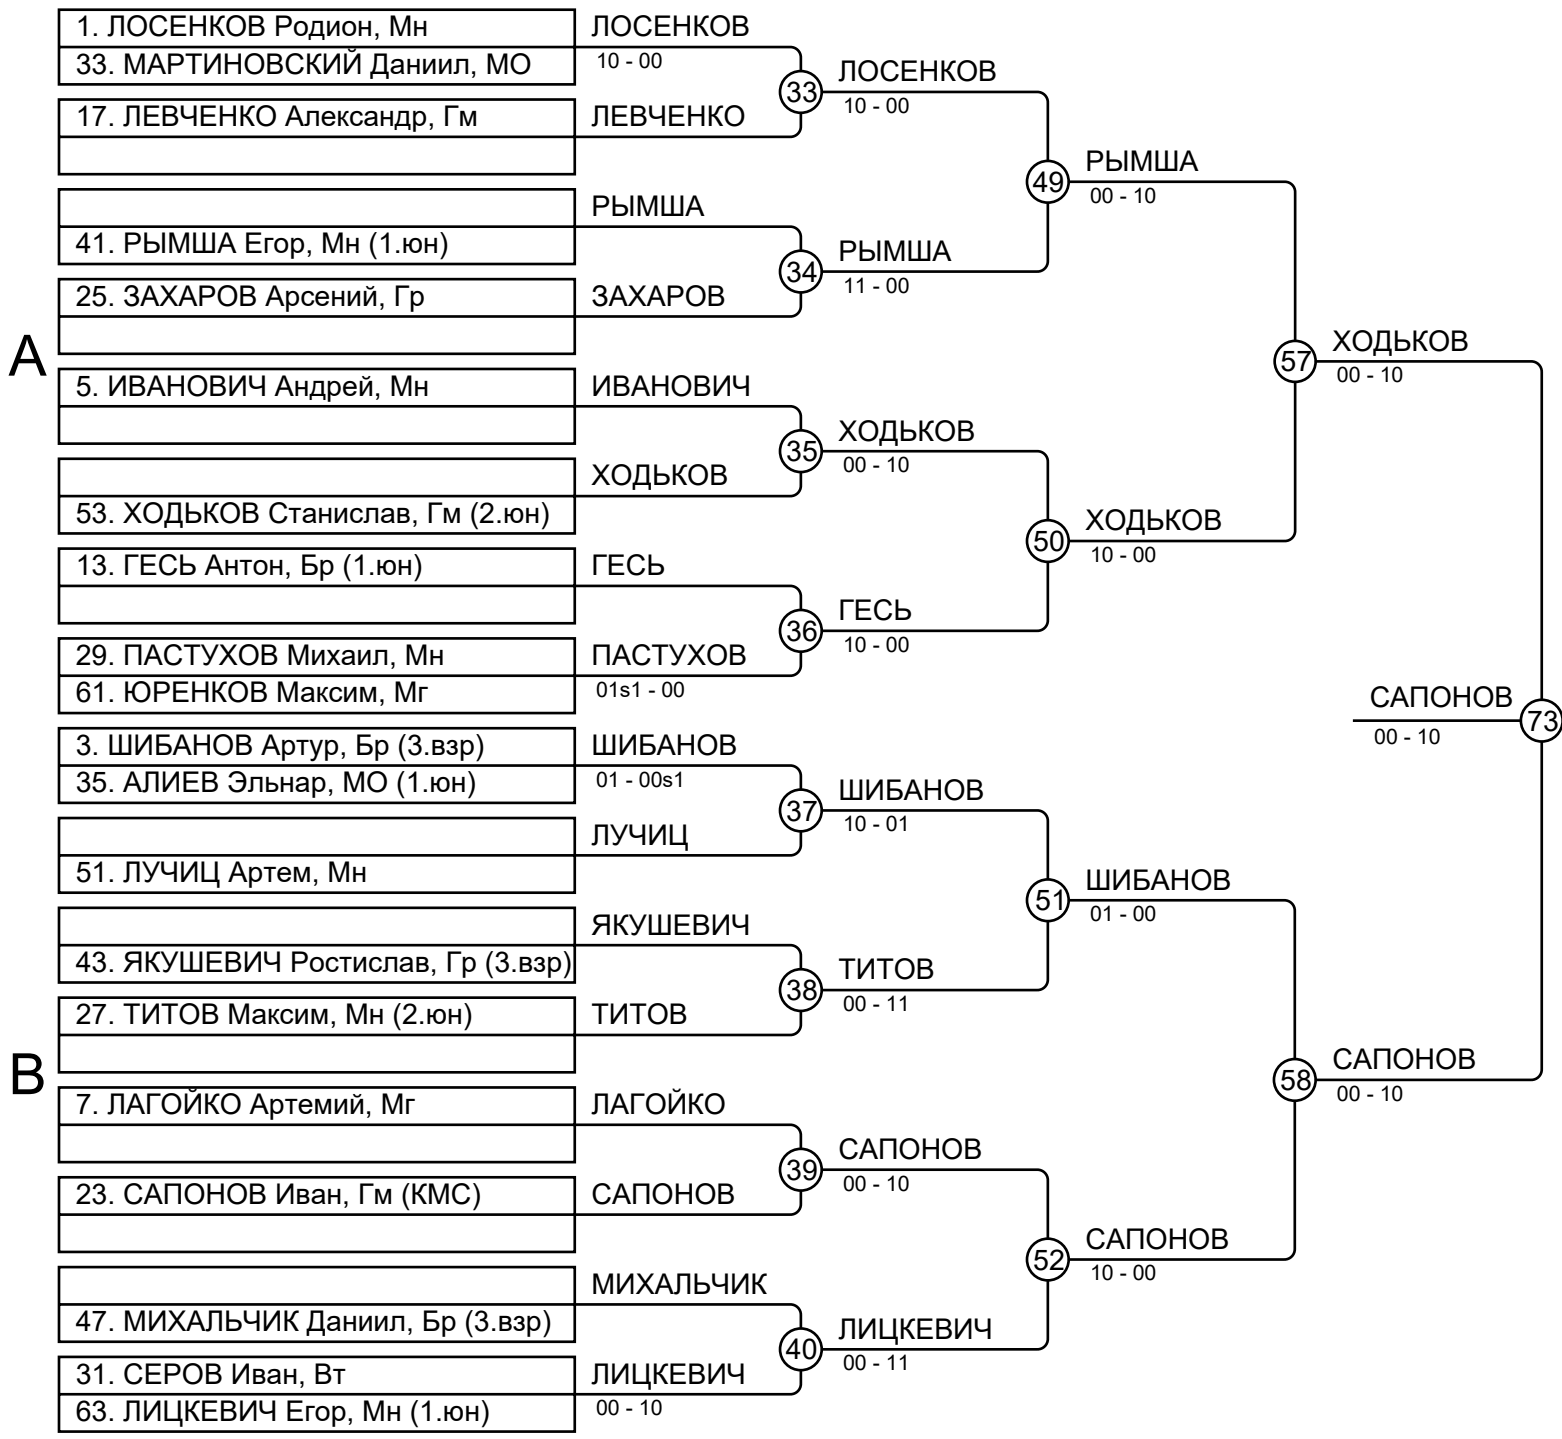 1. ЛОСЕНКОВ Родион, Мн
33. МАРТИНОВСКИЙ Даниил, МО
17. ЛЕВЧЕНКО Александр, Гм
41. РЫМША Егор, Мн (1.юн)
25. ЗАХАРОВ Арсений, Гр
A
5. ИВАНОВИЧ Андрей, Мн
53. ХОДЬКОВ Станислав, Гм (2.юн)
13. ГЕСЬ Антон, Бр (1.юн)
29. ПАСТУХОВ Михаил, Мн
61. ЮРЕНКОВ Максим, Мг
3. ШИБАНОВ Артур, Бр (3.взр)
35. АЛИЕВ Эльнар, МО (1.юн)
51. ЛУЧИЦ Артем, Мн
43. ЯКУШЕВИЧ Ростислав, Гр (3.взр)
27. ТИТОВ Максим, Мн (2.юн)
B
7. ЛАГОЙКО Артемий, Мг
23. САПОНОВ Иван, Гм (КМС)
47. МИХАЛЬЧИК Даниил, Бр (3.взр)
31. СЕРОВ Иван, Вт
63. ЛИЦКЕВИЧ Егор, Мн (1.юн)
ЛОСЕНКОВ
10 - 00
ЛЕВЧЕНКО
РЫМША
ЗАХАРОВ
ИВАНОВИЧ
ХОДЬКОВ
ГЕСЬ
ПАСТУХОВ
01s1 - 00
ШИБАНОВ
01 - 00s1
ЛУЧИЦ
ЯКУШЕВИЧ
ТИТОВ
ЛАГОЙКО
САПОНОВ
МИХАЛЬЧИК
ЛИЦКЕВИЧ
00 - 10
33
34
35
36
37
38
39
40
ЛОСЕНКОВ
10 - 00
РЫМША
11 - 00
ХОДЬКОВ
00 - 10
ГЕСЬ
10 - 00
ШИБАНОВ
10 - 01
ТИТОВ
00 - 11
САПОНОВ
00 - 10
ЛИЦКЕВИЧ
00 - 11
49
50
51
52
РЫМША
00 - 10
ХОДЬКОВ
10 - 00
ШИБАНОВ
01 - 00
САПОНОВ
10 - 00
57
58
ХОДЬКОВ
00 - 10
САПОНОВ
00 - 10
САПОНОВ
00 - 10
73